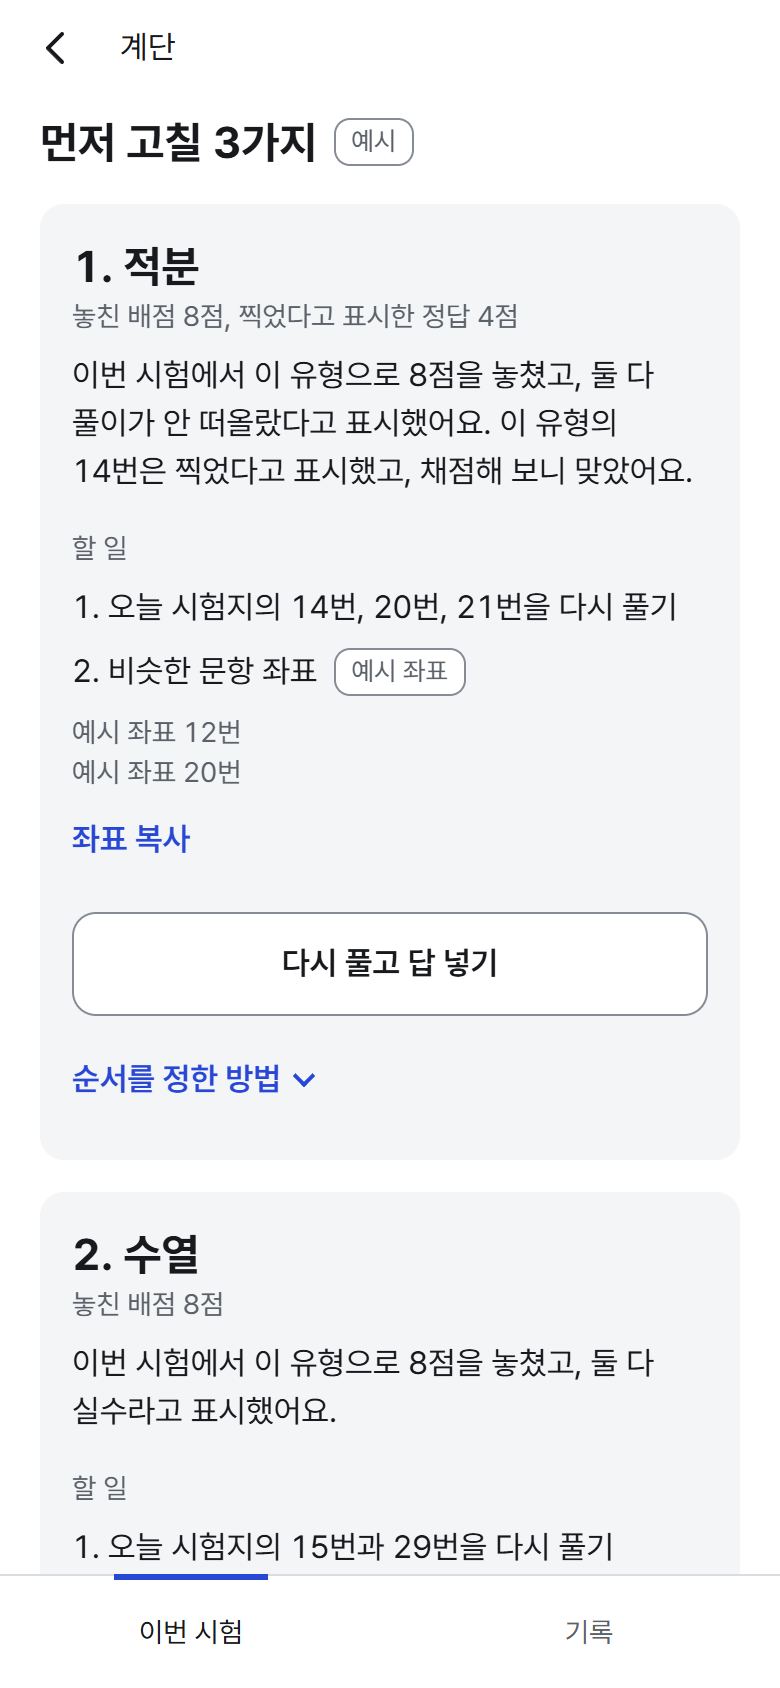 계단
먼저 고칠 3가지 예시
1. 적분
놓친 배점 8점, 찍었다고 표시한 정답 4점
이번 시험에서 이 유형으로 8점을 놓쳤고, 둘 다
풀이가 안 떠올랐다고 표시했어요. 이 유형의
14번은 찍었다고 표시했고, 채점해 보니 맞았어요.
할 일
1. 오늘 시험지의 14번, 20번, 21번을 다시 풀기
2. 비슷한 문항 좌표 예시 좌표
예시 좌표 12번
예시 좌표 20번
좌표 복사
다시 풀고 답 넣기
순서를 정한 방법
2. 수열
놓친 배점 8점
이번 시험에서 이 유형으로 8점을 놓쳤고, 둘 다
실수라고 표시했어요.
할 일
1. 오늘 시험지의 15번과 29번을 다시 풀기
이번 시험 기록